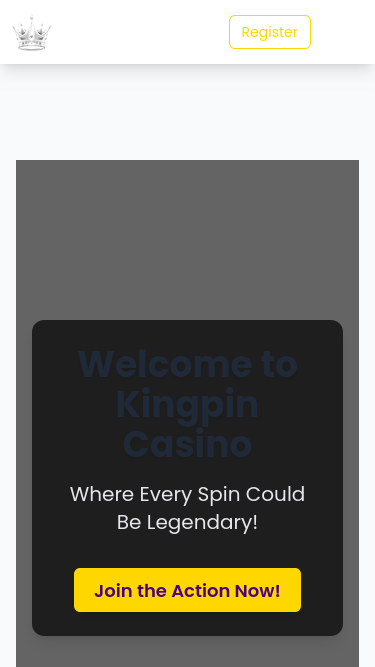 Register
Welcome to
Kingpin
Casino
Where Every Spin Could
Be Legendary!
Join the Action Now!